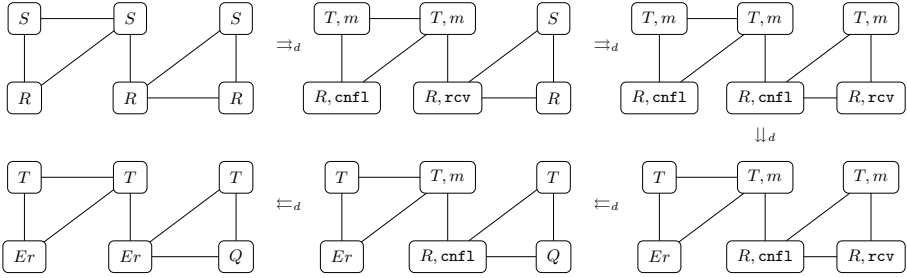 S S S T, m T, m S T, m T, m T, m
⇉d ⇉d
R R R R, cnfl R, rcv R R, cnfl R, cnfl R, rcv
⇊d
T T T T T, m T T T, m T, m
⇇d ⇇d
Er Er Q Er R, cnfl Q Er R, cnfl R, rcv